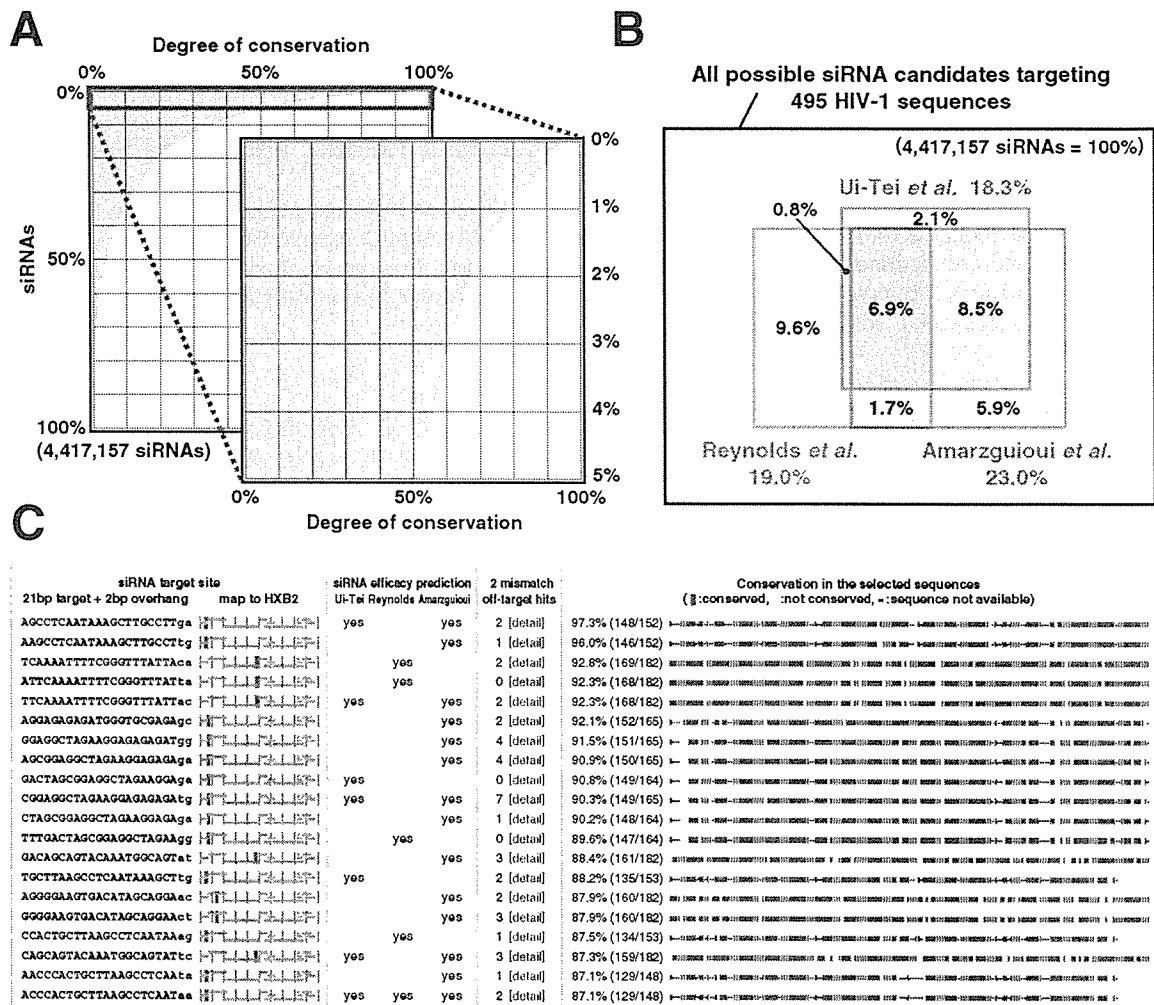 A
Degree of conservation
0% 50% 100%
0%
50%
100%
siRNAs
(4,417,157 siRNAs)
0%
1%
2%
3%
4%
5%
0% 50% 100%
Degree of conservation
B
All possible siRNA candidates targeting
495 HIV-1 sequences
(4,417,157 siRNAs = 100%)
Ui-Tei et al. 18.3%
0.8% 2.1%
9.6% 6.9% 8.5%
1.7% 5.9%
Reynolds et al. Amarzguioui et al.
19.0% 23.0%
C
siRNA target site siRNA efficacy prediction 2 mismatch Conservation in the selected sequences
21bp target + 2bp overhang map to HXB2 Ui-Tei Reynolds Amarzguioui off-target hits ( :conserved, :not conserved, -:sequence not available)
AGCCTCAATAAAGCTTGCCTTga yes yes 2 [detail] 97.3% (148/152)
AAGCCTCAATAAAGCTTGCCTtg yes 1 [detail] 96.0% (146/152)
TCAAAATTTTCGGGTTTATTAca yes 2 [detail] 92.8% (169/182)
ATTCAAAATTTTCGGGTTTATta yes 0 [detail] 92.3% (168/182)
TTCAAAATTTTCGGGTTTATTac yes yes 2 [detail] 92.3% (168/182)
AGGAGAGAGATGGGTGCGAGAgc yes 2 [detail] 92.1% (152/165)
GGAGGCTAGAAGGAGAGAGATgg yes 4 [detail] 91.5% (151/165)
AGCGGAGGCTAGAAGGAGAGAga yes 4 [detail] 90.9% (150/165)
GACTAGCGGAGGCTAGAAGGAga yes 0 [detail] 90.8% (149/164)
CGGAGGCTAGAAGGAGAGAGAtg yes yes 7 [detail] 90.3% (149/165)
CTAGCGGAGGCTAGAAGGAGAga yes 1 [detail] 90.2% (148/164)
TTTGACTAGCGGAGGCTAGAAgg yes 0 [detail] 89.6% (147/164)
GACAGCAGTACAAATGGCAGTat yes 3 [detail] 88.4% (161/182)
TGCTTAAGCCTCAATAAAGCTtg yes 2 [detail] 88.2% (135/153)
AGGGGAAGTGACATAGCAGGAac yes 2 [detail] 87.9% (160/182)
GGGGAAGTGACATAGCAGGAAct yes 3 [detail] 87.9% (160/182)
CCACTGCTTAAGCCTCAATAAag yes 1 [detail] 87.5% (134/153)
CAGCAGTACAAATGGCAGTATtc yes yes 3 [detail] 87.3% (159/182)
AACCCACTGCTTAAGCCTCAAta yes 1 [detail] 87.1% (129/148)
ACCCACTGCTTAAGCCTCAATaa yes yes yes 2 [detail] 87.1% (129/148)